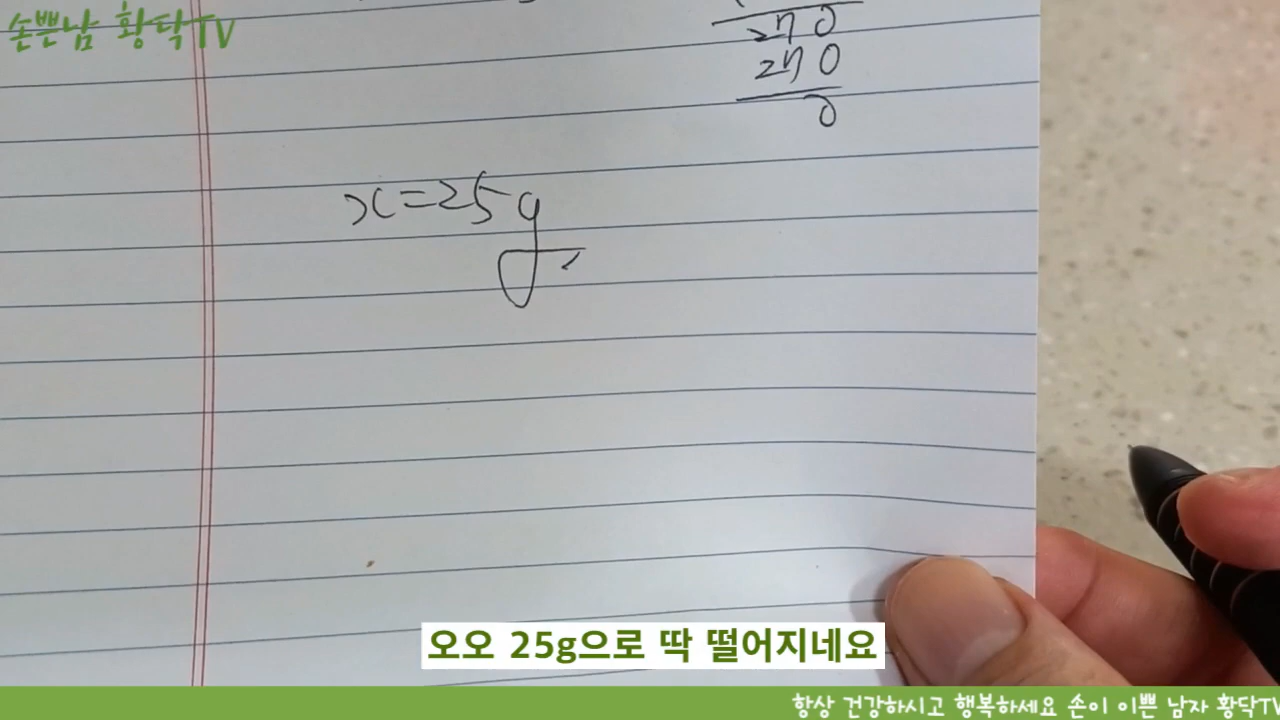 손쁜남 황닥TV
270
270
0
x=25g
오오 25g으로 딱 떨어지네요
항상 건강하시고 행복하세요 손이 이쁜 남자 황닥TV